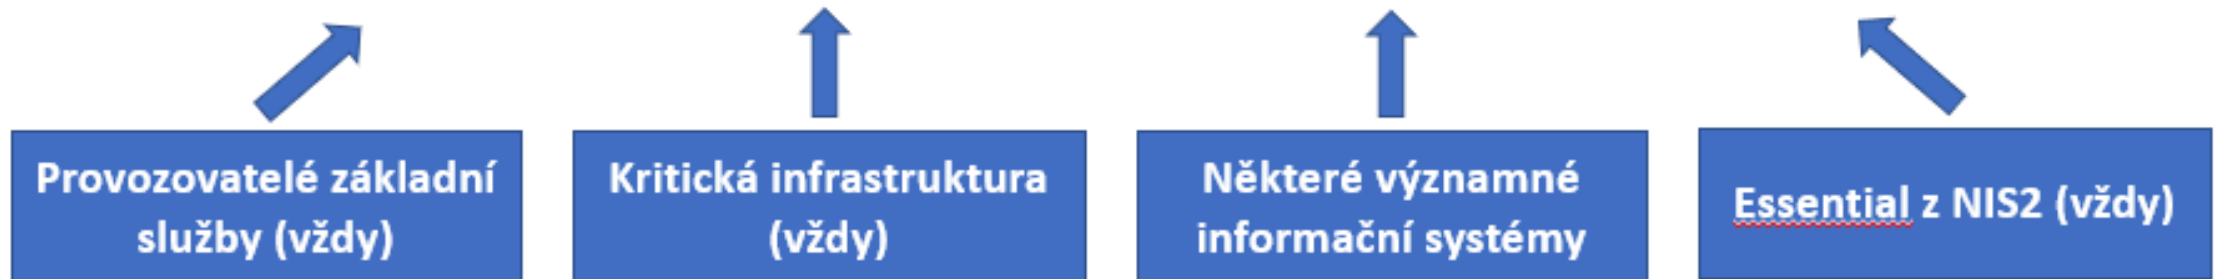 Provozovatelé základní
služby (vždy)
Kritická infrastruktura
(vždy)
Některé významné
informační systémy
Essential z NIS2 (vždy)